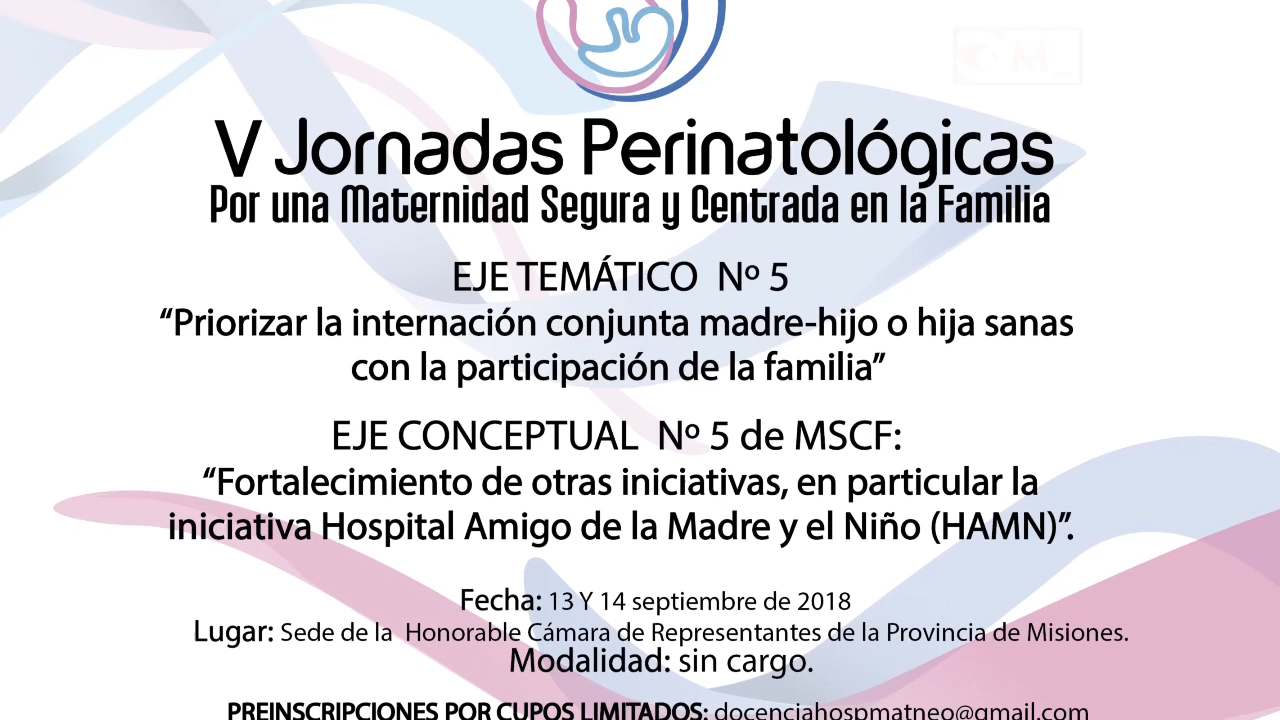 M_
V Jornadas Perinatológicas
Por una Maternidad Segura y Centrada en la Familia
EJE TEMÁTICO Nº 5
“Priorizar la internación conjunta madre-hijo o hija sanas
con la participación de la familia”
EJE CONCEPTUAL Nº 5 de MSCF:
“Fortalecimiento de otras iniciativas, en particular la
iniciativa Hospital Amigo de la Madre y el Niño (HAMN)”.
Fecha: 13 Y 14 septiembre de 2018
Lugar: Sede de la Honorable Cámara de Representantes de la Provincia de Misiones.
Modalidad: sin cargo.
PREINSCRIPCIONES POR CUPOS LIMITADOS: docenciahospmatneo@gmail.com